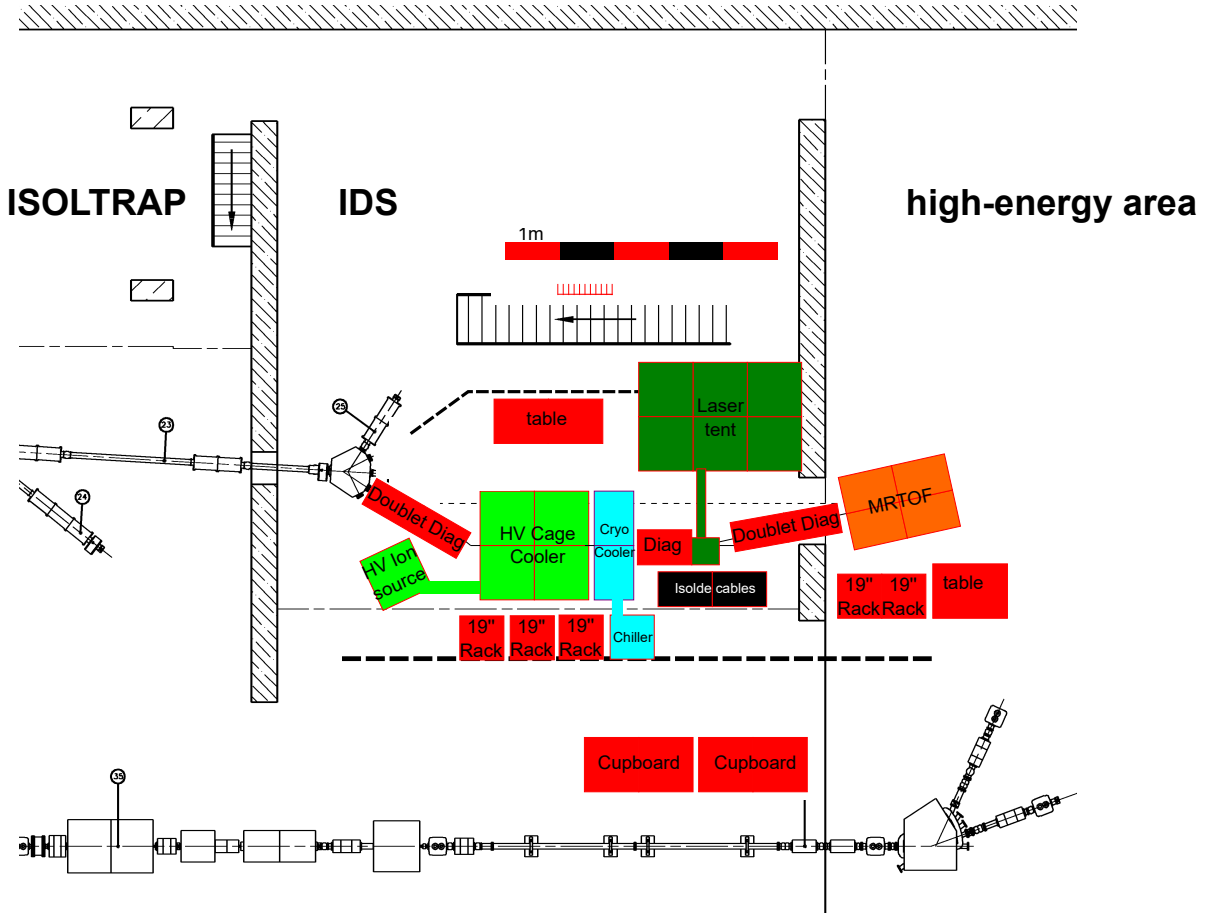 ISOLTRAP
IDS
high-energy area
1m
Laser
tent
table
25
23
24
Doublet Diag
HV Cage
Cooler
Cryo
Cooler
Diag
Doublet Diag
MRTOF
HV Ion
source
Isolde cables
19"
Rack
19"
Rack
table
19"
Rack
19"
Rack
19"
Rack
Chiller
Cupboard
Cupboard
35